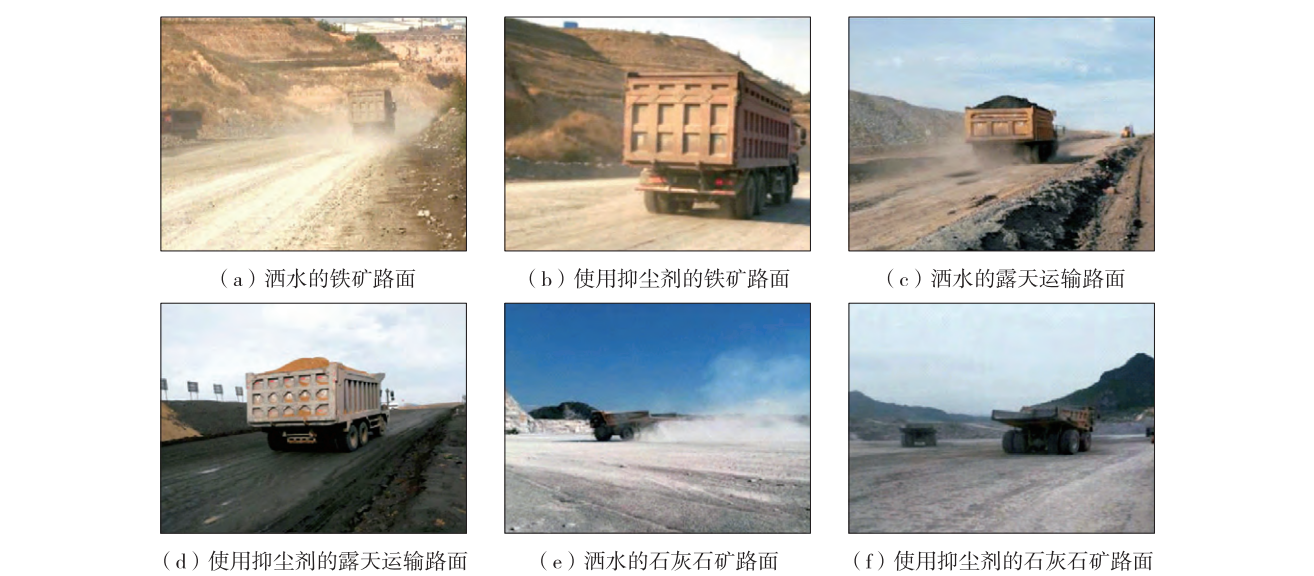 （a）洒水的铁矿路面
（b）使用抑尘剂的铁矿路面
（c）洒水的露天运输路面
（d）使用抑尘剂的露天运输路面
（e）洒水的石灰石矿路面
（f）使用抑尘剂的石灰石矿路面